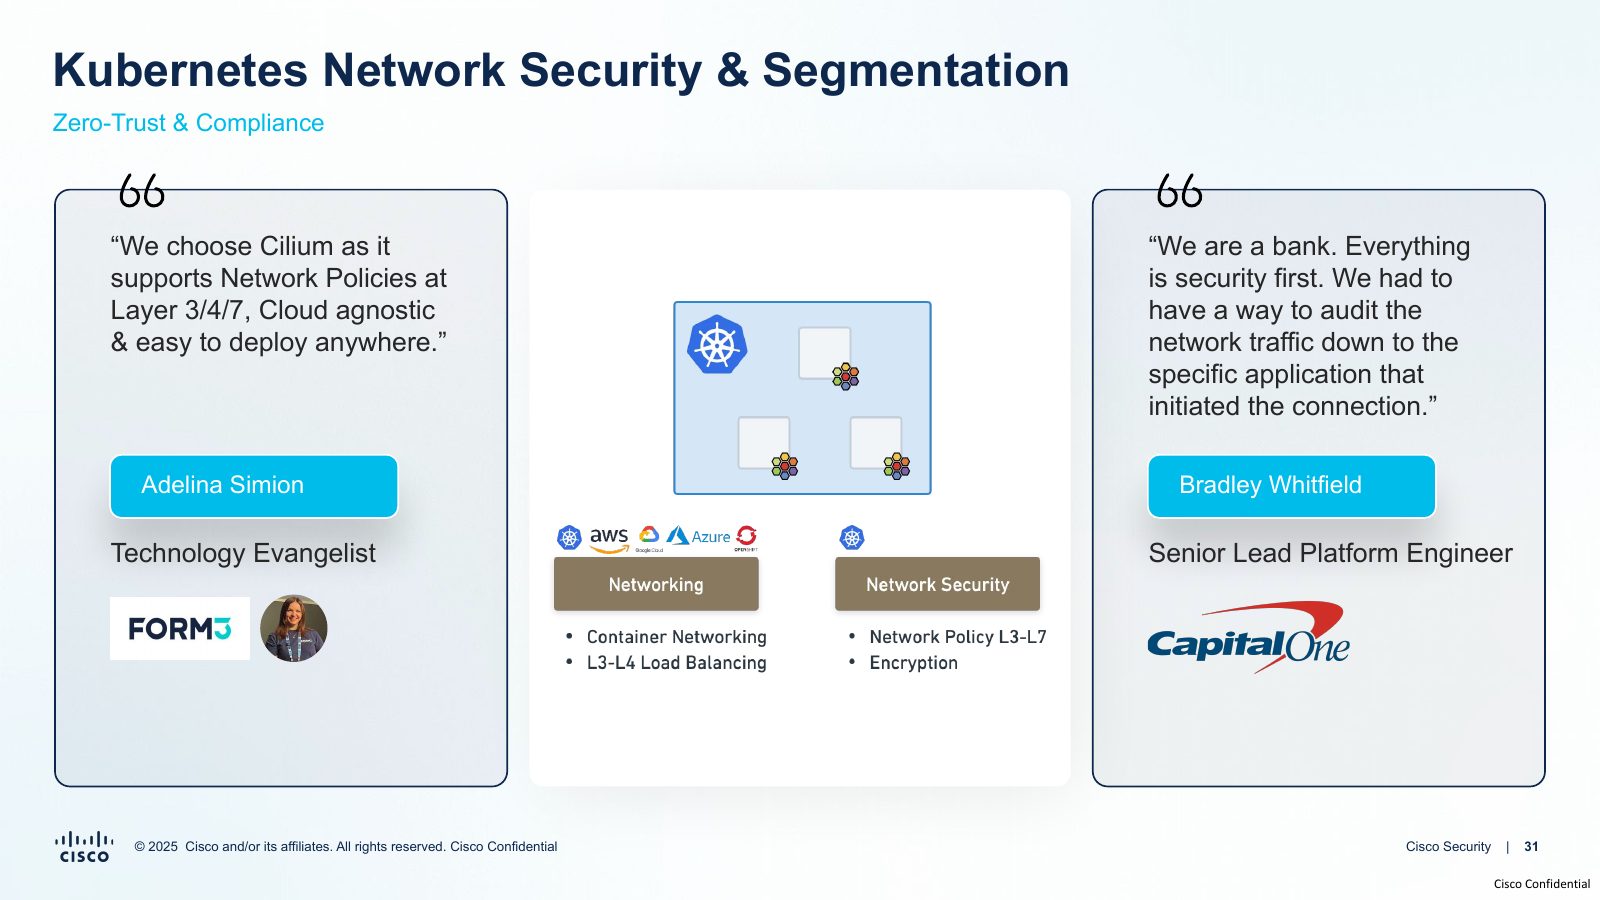 Kubernetes Network Security & Segmentation
Zero-Trust & Compliance
“We choose Cilium as it
supports Network Policies at
Layer 3/4/7, Cloud agnostic
& easy to deploy anywhere.”
Adelina Simion
Technology Evangelist
FORM3
aws
Google Cloud
Azure
OPENSHIFT
Networking
• Container Networking
• L3-L4 Load Balancing
Network Security
• Network Policy L3-L7
• Encryption
“We are a bank. Everything
is security first. We had to
have a way to audit the
network traffic down to the
specific application that
initiated the connection.”
Bradley Whitfield
Senior Lead Platform Engineer
CapitalOne
CISCO
© 2025 Cisco and/or its affiliates. All rights reserved. Cisco Confidential
Cisco Security | 31
Cisco Confidential